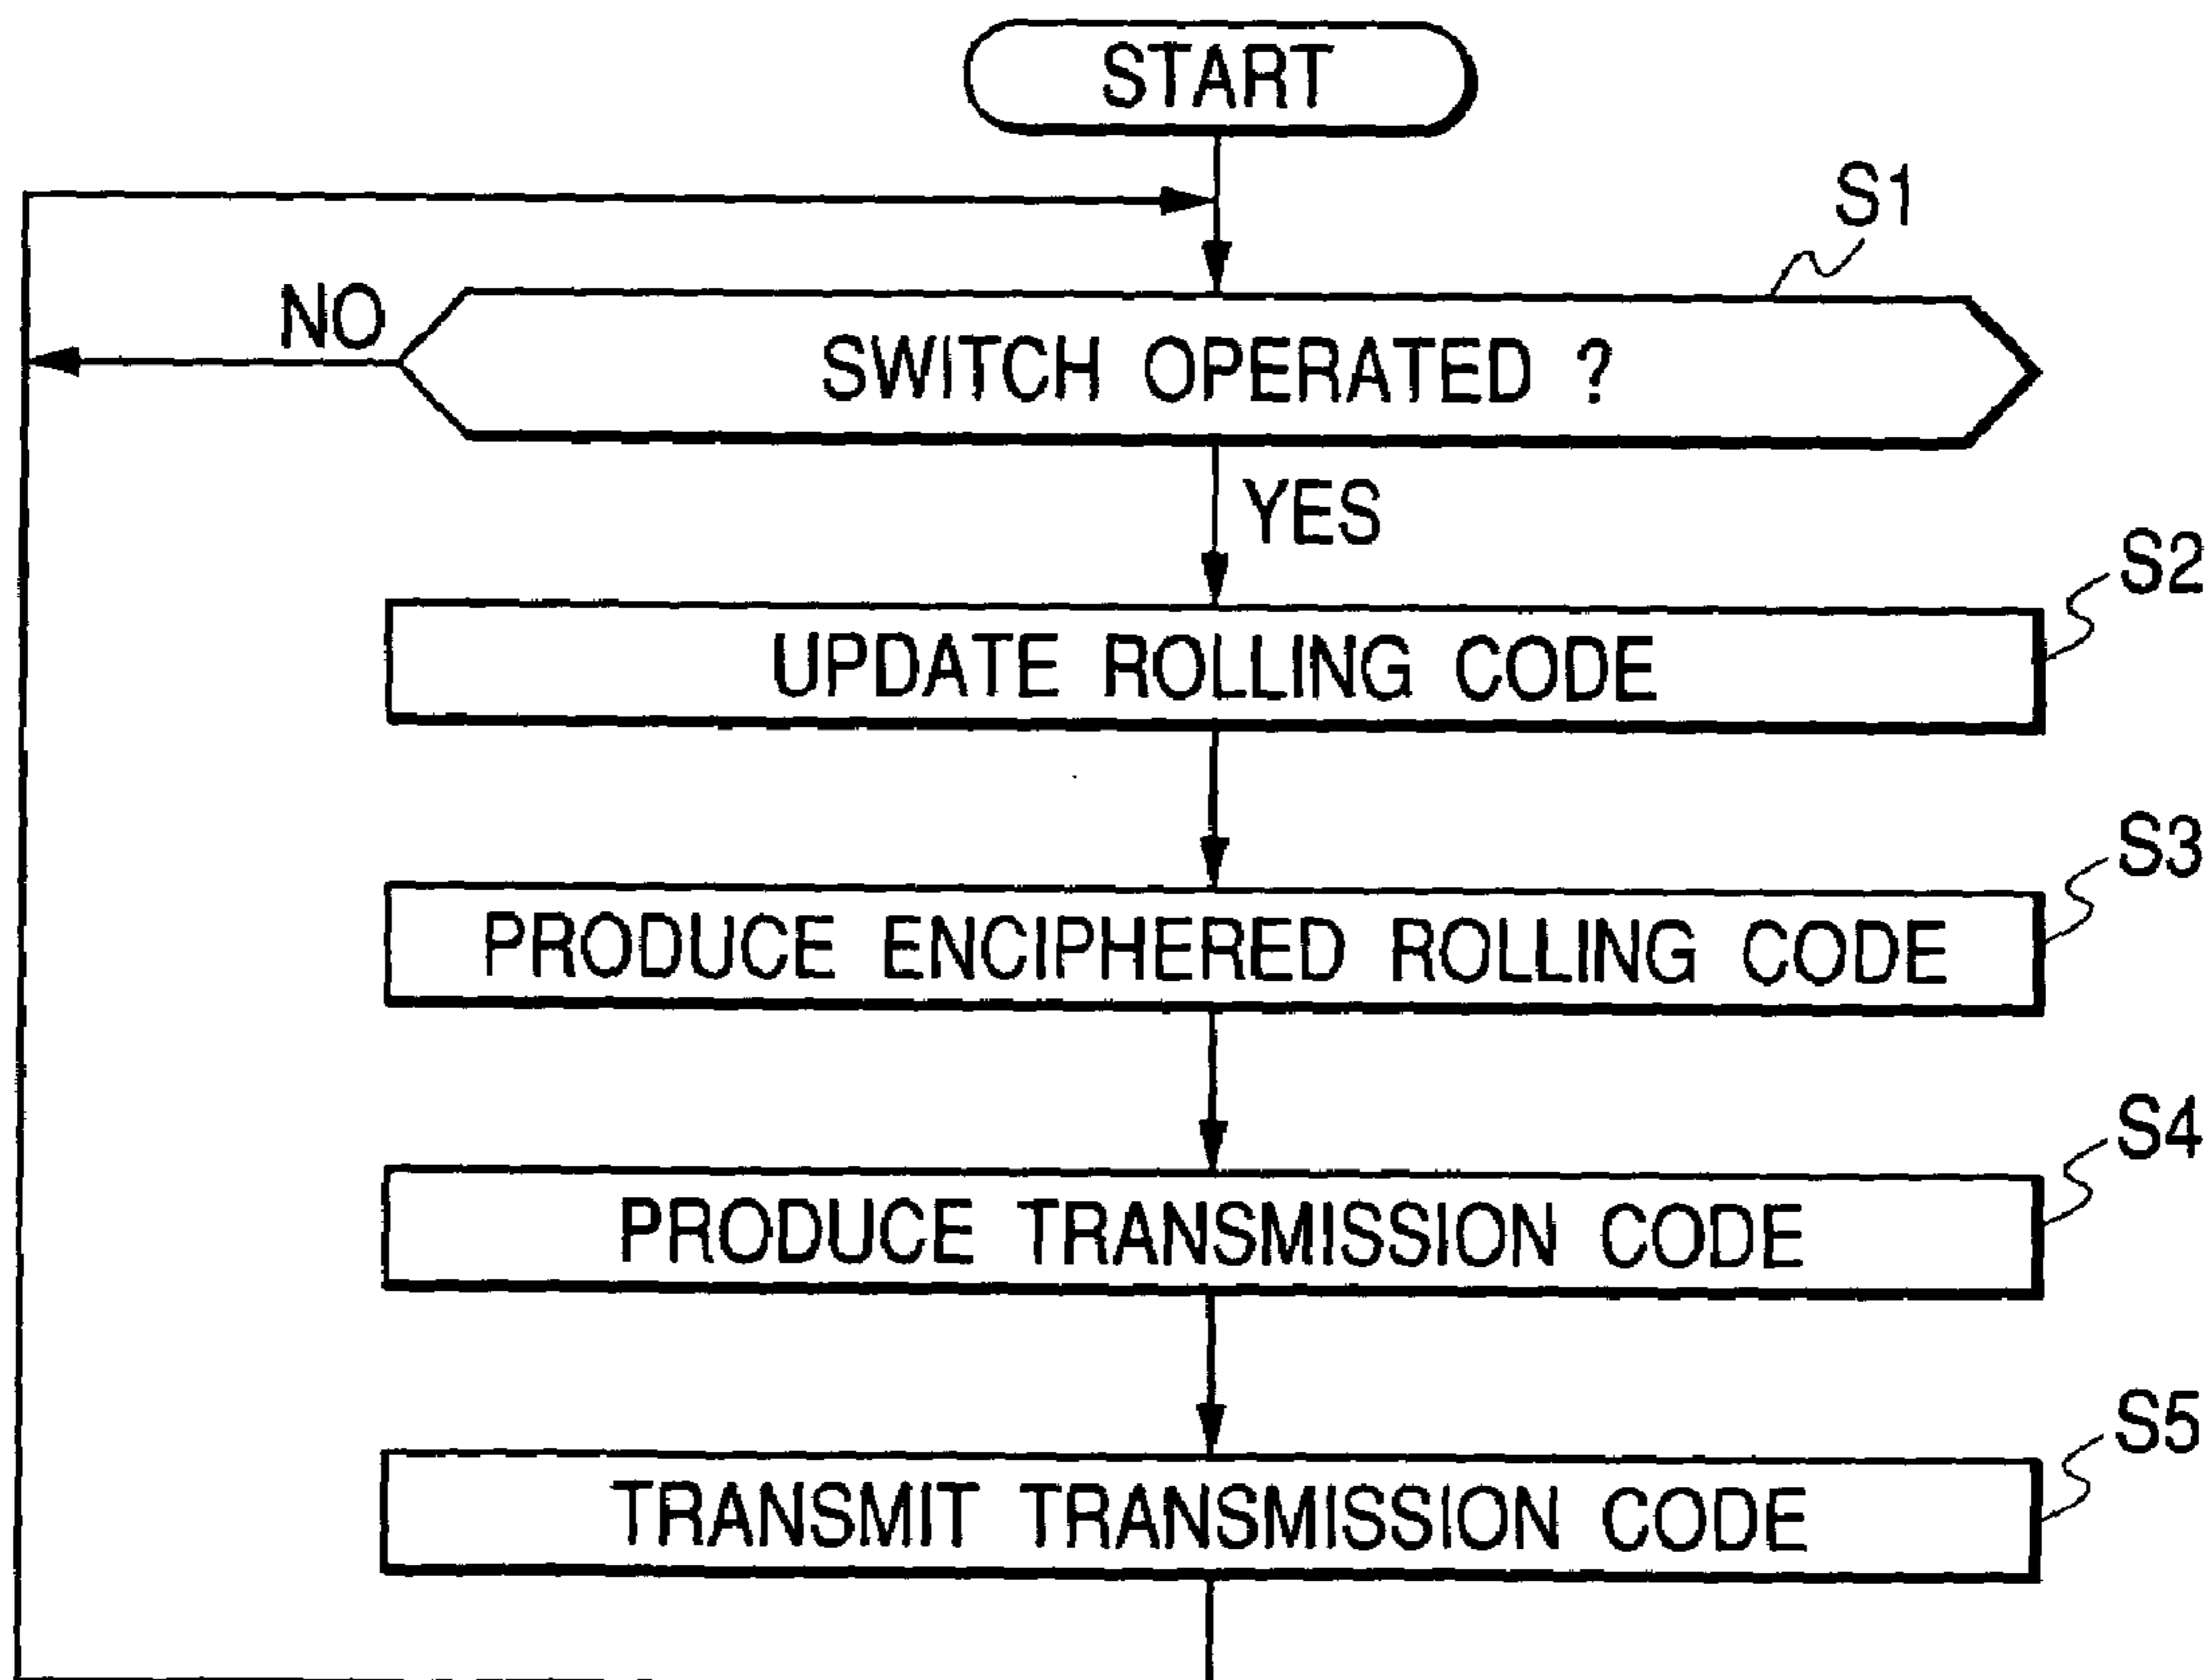 START
S1
NO
SWITCH OPERATED ?
YES
S2
UPDATE ROLLING CODE
S3
PRODUCE ENCIPHERED ROLLING CODE
S4
PRODUCE TRANSMISSION CODE
S5
TRANSMIT TRANSMISSION CODE